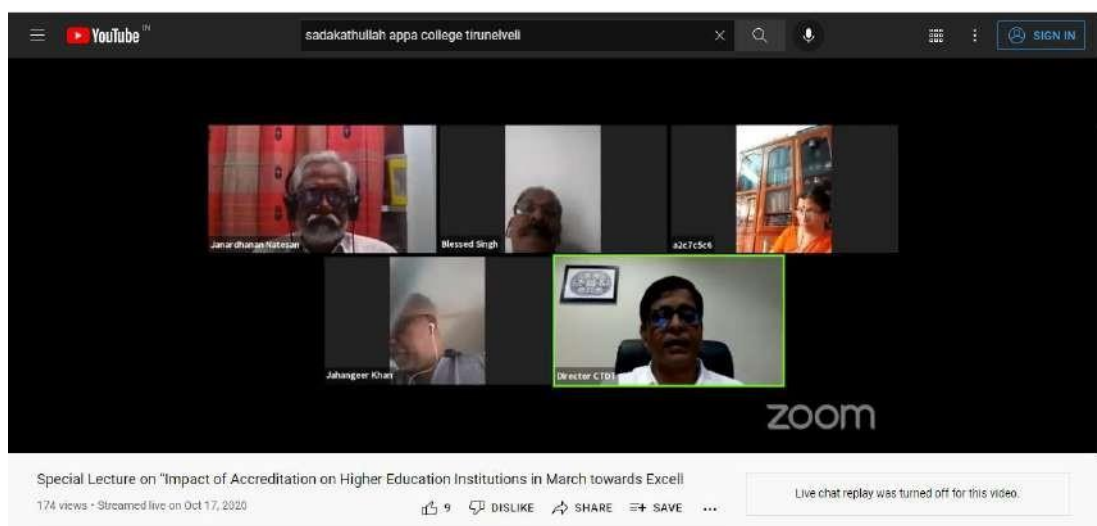 YouTube IN
sadakathullah appa college tirunelveli
SIGN IN
Janardhanan Natesan
Blessed Singh
a2c7c5c6
Jahangeer Khan
Director CTDT
zoom
Special Lecture on "Impact of Accreditation on Higher Education Institutions in March towards Excell
174 views • Streamed live on Oct 17, 2020
9 DISLIKE SHARE SAVE ...
Live chat replay was turned off for this video.